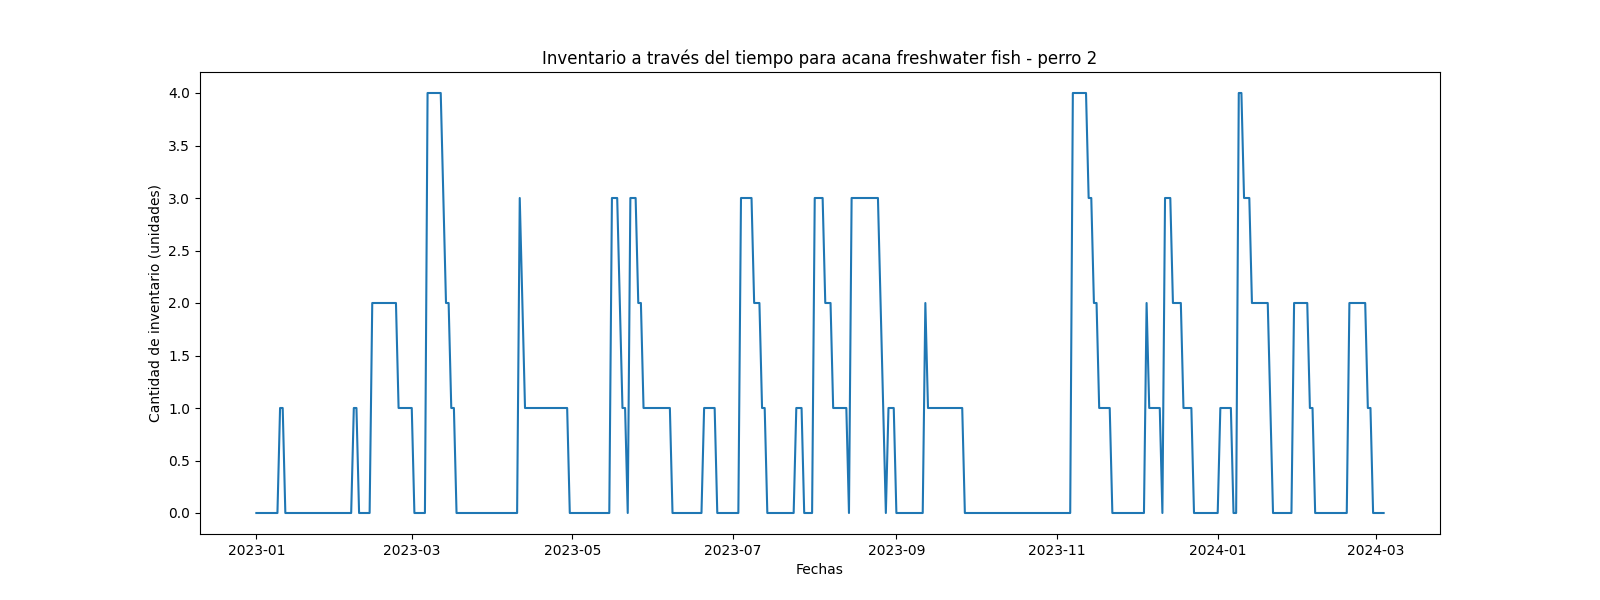 Inventario a través del tiempo para acana freshwater fish - perro 2
Cantidad de inventario (unidades)
4.0
3.5
3.0
2.5
2.0
1.5
1.0
0.5
0.0
2023-01 2023-03 2023-05 2023-07 2023-09 2023-11 2024-01 2024-03
Fechas